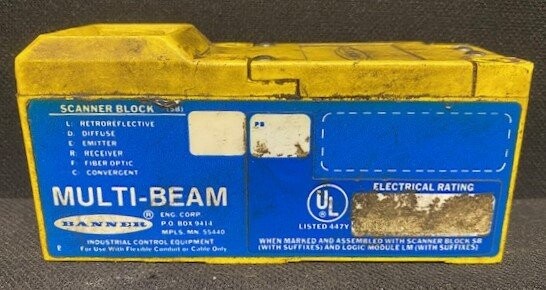 SCANNER BLOCK (SB)
L: RETROREFLECTIVE
D: DIFFUSE
E: EMITTER
R: RECEIVER
F: FIBER OPTIC
C: CONVERGENT
PB
MULTI-BEAM
BANNER ® ENG. CORP.
P.O. BOX 9414
MPLS. MN. 55440
INDUSTRIAL CONTROL EQUIPMENT
For Use With Flexible Conduit or Cable Only
E
UL ®
LISTED 447Y
ELECTRICAL RATING
WHEN MARKED AND ASSEMBLED WITH SCANNER BLOCK SB
(WITH SUFFIXES) AND LOGIC MODULE LM (WITH SUFFIXES)